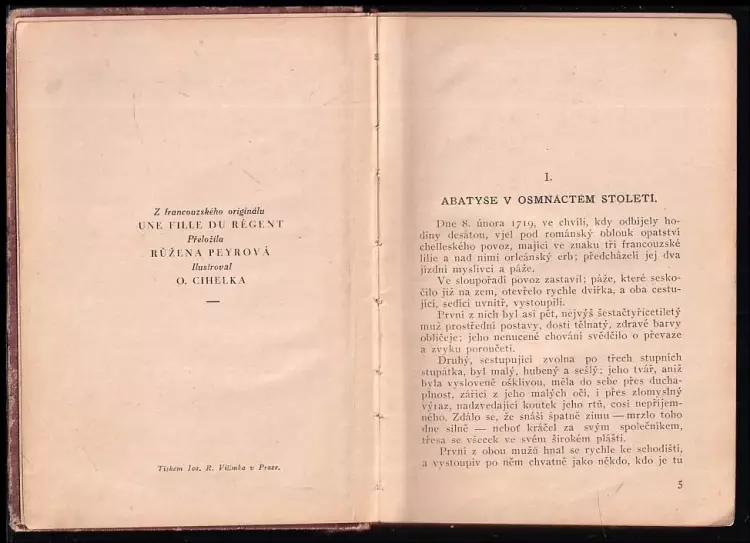 Z francouzského originálu
UNE FILLE DU RÉGENT
Přeložila
RŮŽENA PEYROVÁ
Ilustroval
O. CIHELKA
Tiskem Jos. R. Vilímka v Praze.
I.
ABATYŠE V OSMNÁCTÉM STOLETÍ.
Dne 8. února 1719, ve chvíli, kdy odbíjely ho-
diny desátou, vjel pod románský oblouk opatství
chelleského povoz, mající ve znaku tři francouzské
lilie a nad nimi orleánský erb; předcházeli jej dva
jízdní myslivci a páže.
Ve sloupořadí povoz zastavil; páže, které sesko-
čilo již na zem, otevřelo rychle dvířka, a oba cestu-
jící, sedící uvnitř, vystoupili.
První z nich byl asi pět, nejvýš šestačtyřicetiletý
muž prostřední postavy, dosti tělnatý, zdravé barvy
obličeje; jeho nenucené chování svědčilo o převaze
a zvyku poroučeti.
Druhý, sestupující zvolna po třech stupních
stupátka, byl malý, hubený a sešlý; jeho tvář, aniž
byla vysloveně ošklivou, měla do sebe přes ducha-
plnost, zářící z jeho malých očí, i přes zlomyslný
výraz, nadzvedající koutek jeho rtů, cosi nepříjem-
ného. Zdálo se, že snáší špatně zimu — mrzlo toho
dne silně — neboť kráčel za svým společníkem,
třesa se všecek ve svém širokém plášti.
První z obou mužů hnal se rychle ke schodišti,
a vystoupiv po něm chvatně jako někdo, kdo je tu
5